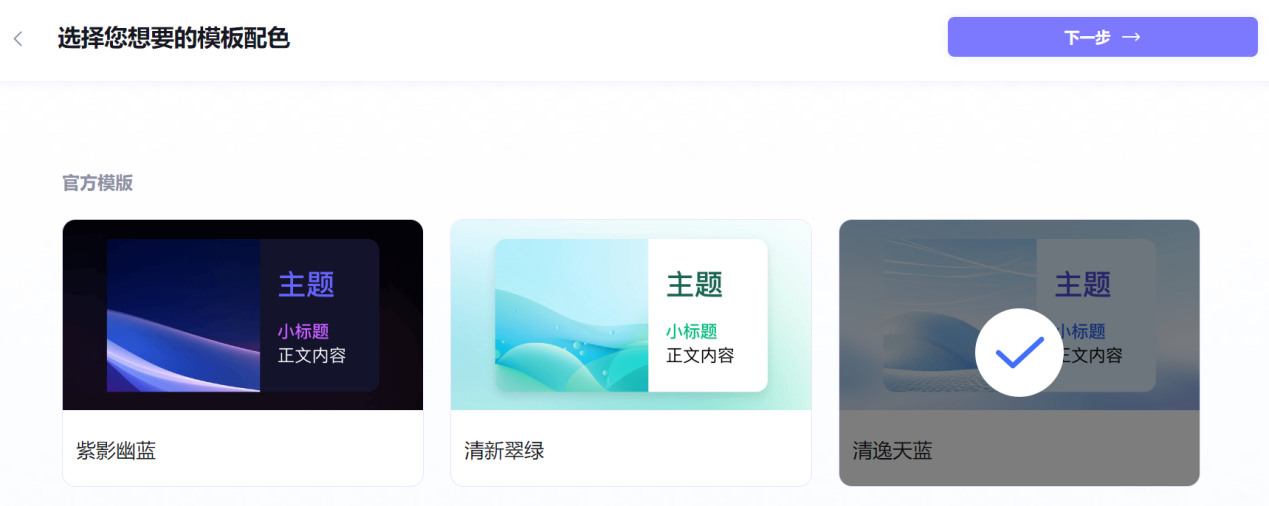 选择您想要的模板配色
下一步 →
官方模版
主题
小标题
正文内容
紫影幽蓝
主题
小标题
正文内容
清新翠绿
主题
小标题
正文内容
清逸天蓝